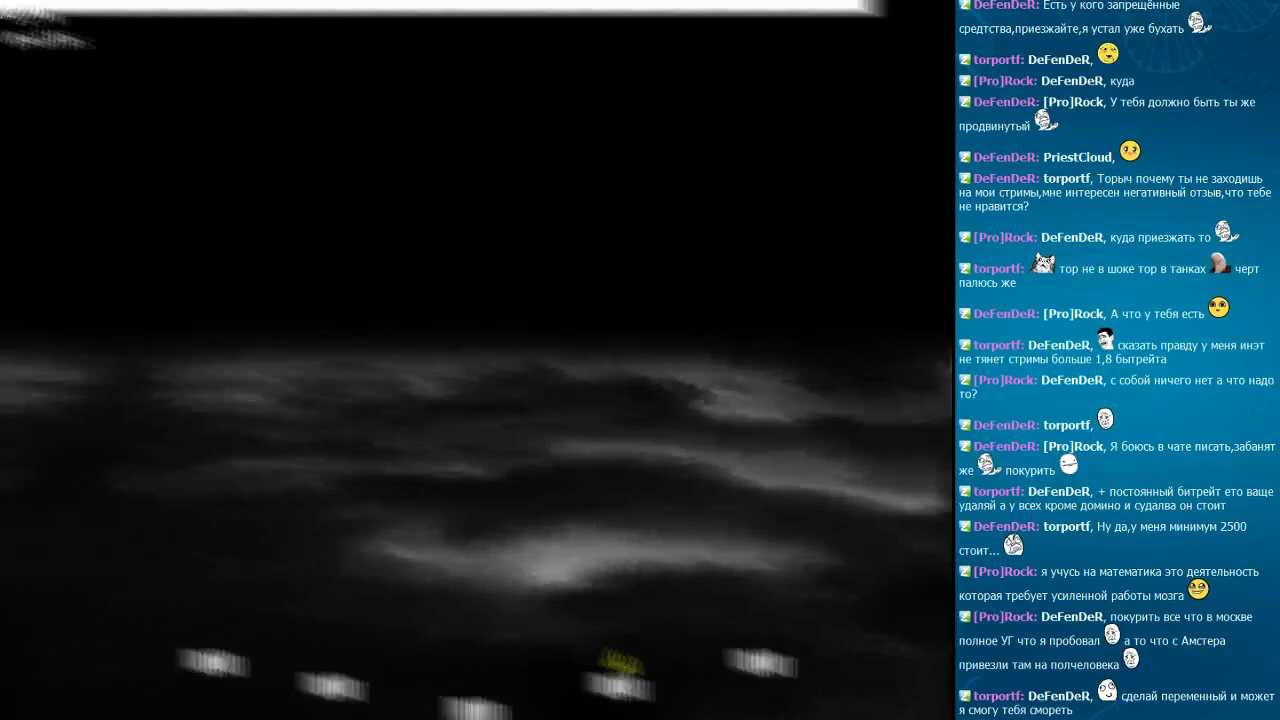 DeFenDeR: Есть у кого запрещённые
средтства,приезжайте,я устал уже бухать
torportf: DeFenDeR,
[Pro]Rock: DeFenDeR, куда
DeFenDeR: [Pro]Rock, У тебя должно быть ты же
продвинутый
DeFenDeR: PriestCloud,
DeFenDeR: torportf, Торыч почему ты не заходишь
на мои стримы,мне интересен негативный отзыв,что тебе
не нравится?
[Pro]Rock: DeFenDeR, куда приезжать то
torportf: тор не в шоке тор в танках черт
палюсь же
DeFenDeR: [Pro]Rock, А что у тебя есть
torportf: DeFenDeR, сказать правду у меня инэт
не тянет стримы больше 1,8 бытрейта
[Pro]Rock: DeFenDeR, с собой ничего нет а что надо
то?
DeFenDeR: torportf,
DeFenDeR: [Pro]Rock, Я боюсь в чате писать,забанят
же покурить
torportf: DeFenDeR, + постоянный битрейт ето ваще
удаляй а у всех кроме домино и судалва он стоит
DeFenDeR: torportf, Ну да,у меня минимум 2500
стоит...
[Pro]Rock: я учусь на математика это деятельность
которая требует усиленной работы мозга
[Pro]Rock: DeFenDeR, покурить все что в москве
полное УГ что я пробовал а то что с Амстера
привезли там на полчеловека
torportf: DeFenDeR, сделай переменный и может
я смогу тебя смореть